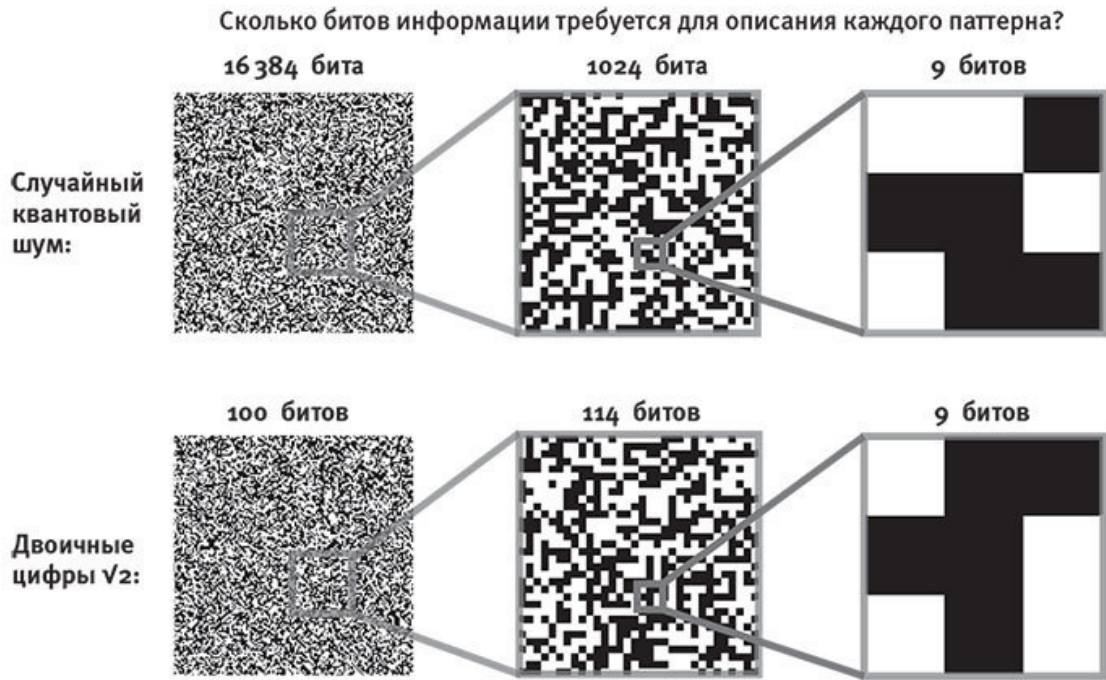 Сколько битов информации требуется для описания каждого паттерна?
16 384 бита
1024 бита
9 битов
Случайный
квантовый
шум:
100 битов
114 битов
9 битов
Двоичные
цифры √2: